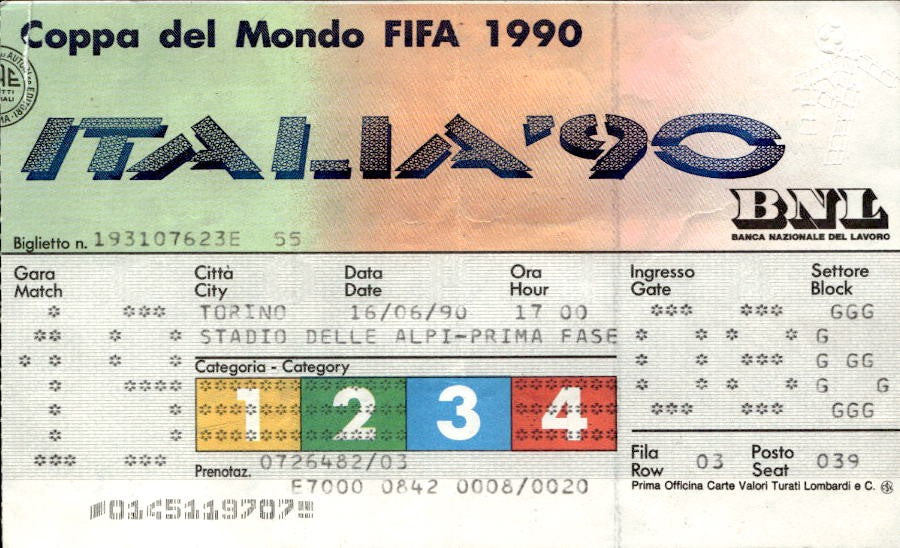 Coppa del Mondo FIFA 1990
ITALIA '90
BNL
BANCA NAZIONALE DEL LAVORO
Biglietto n. 193107623E 55
Gara
Match
19
Città
City
TORINO
Data
Date
16/06/90
Ora
Hour
17 00
STADIO DELLE ALPI-PRIMA FASE
Ingresso
Gate
08
Settore
Block
G
Categoria - Category
1 2 3 4
Prenotaz. 0726482/03
E7000 0842 0008/0020
Fila
Row
03
Posto
Seat
039
Prima Officina Carte Valori Turati Lombardi e C.